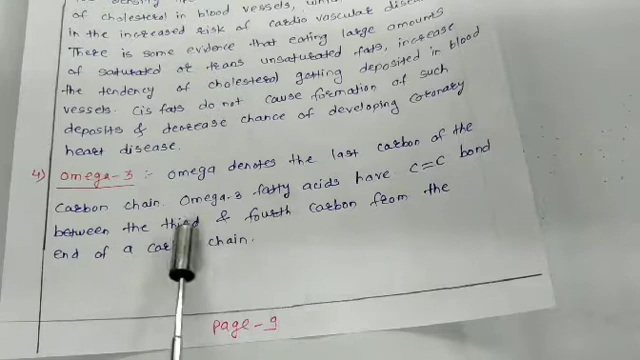 of cholesterol in blood vessels,
In the increased risk of cardio vascular
There is some evidence that eating large amounts
of saturated or trans unsaturated fats, increase
the tendency of cholesterol getting deposited in blood
vessels. Cis fats do not cause formation of such
deposits & decrease chance of developing coronary
heart disease.
4) Omega-3 :- omega denotes the last carbon of the
carbon chain. Omega-3 fatty acids have C=C bond
between the third & fourth carbon from the
end of a chain.
page-9